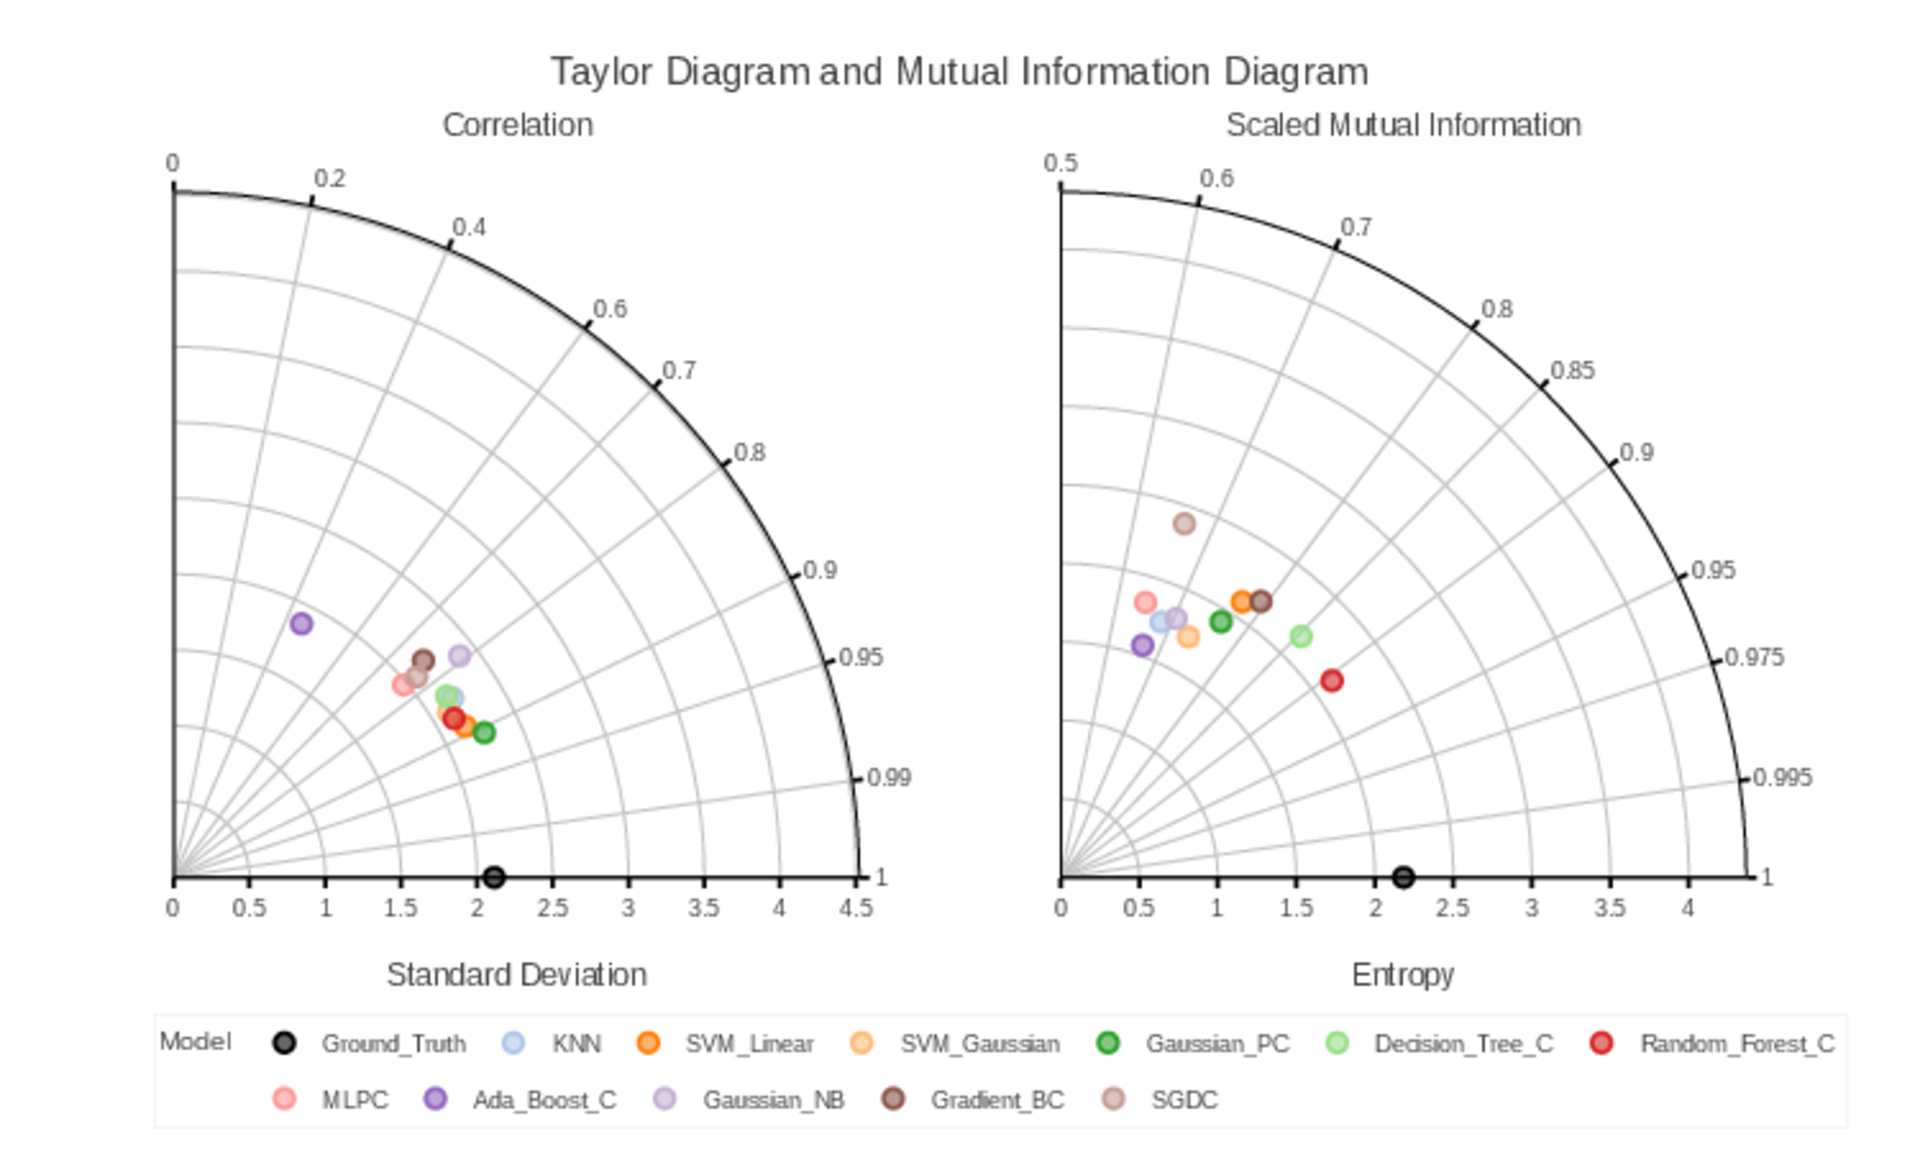 Taylor Diagram and Mutual Information Diagram
Correlation
Scaled Mutual Information
0
0.2
0.4
0.6
0.7
0.8
0.9
0.95
0.99
1
0 0.5 1 1.5 2 2.5 3 3.5 4 4.5
Standard Deviation
0.5
0.6
0.7
0.8
0.85
0.9
0.95
0.975
0.995
1
0 0.5 1 1.5 2 2.5 3 3.5 4
Entropy
Model Ground_Truth KNN SVM_Linear SVM_Gaussian Gaussian_PC Decision_Tree_C Random_Forest_C
MLPC Ada_Boost_C Gaussian_NB Gradient_BC SGDC